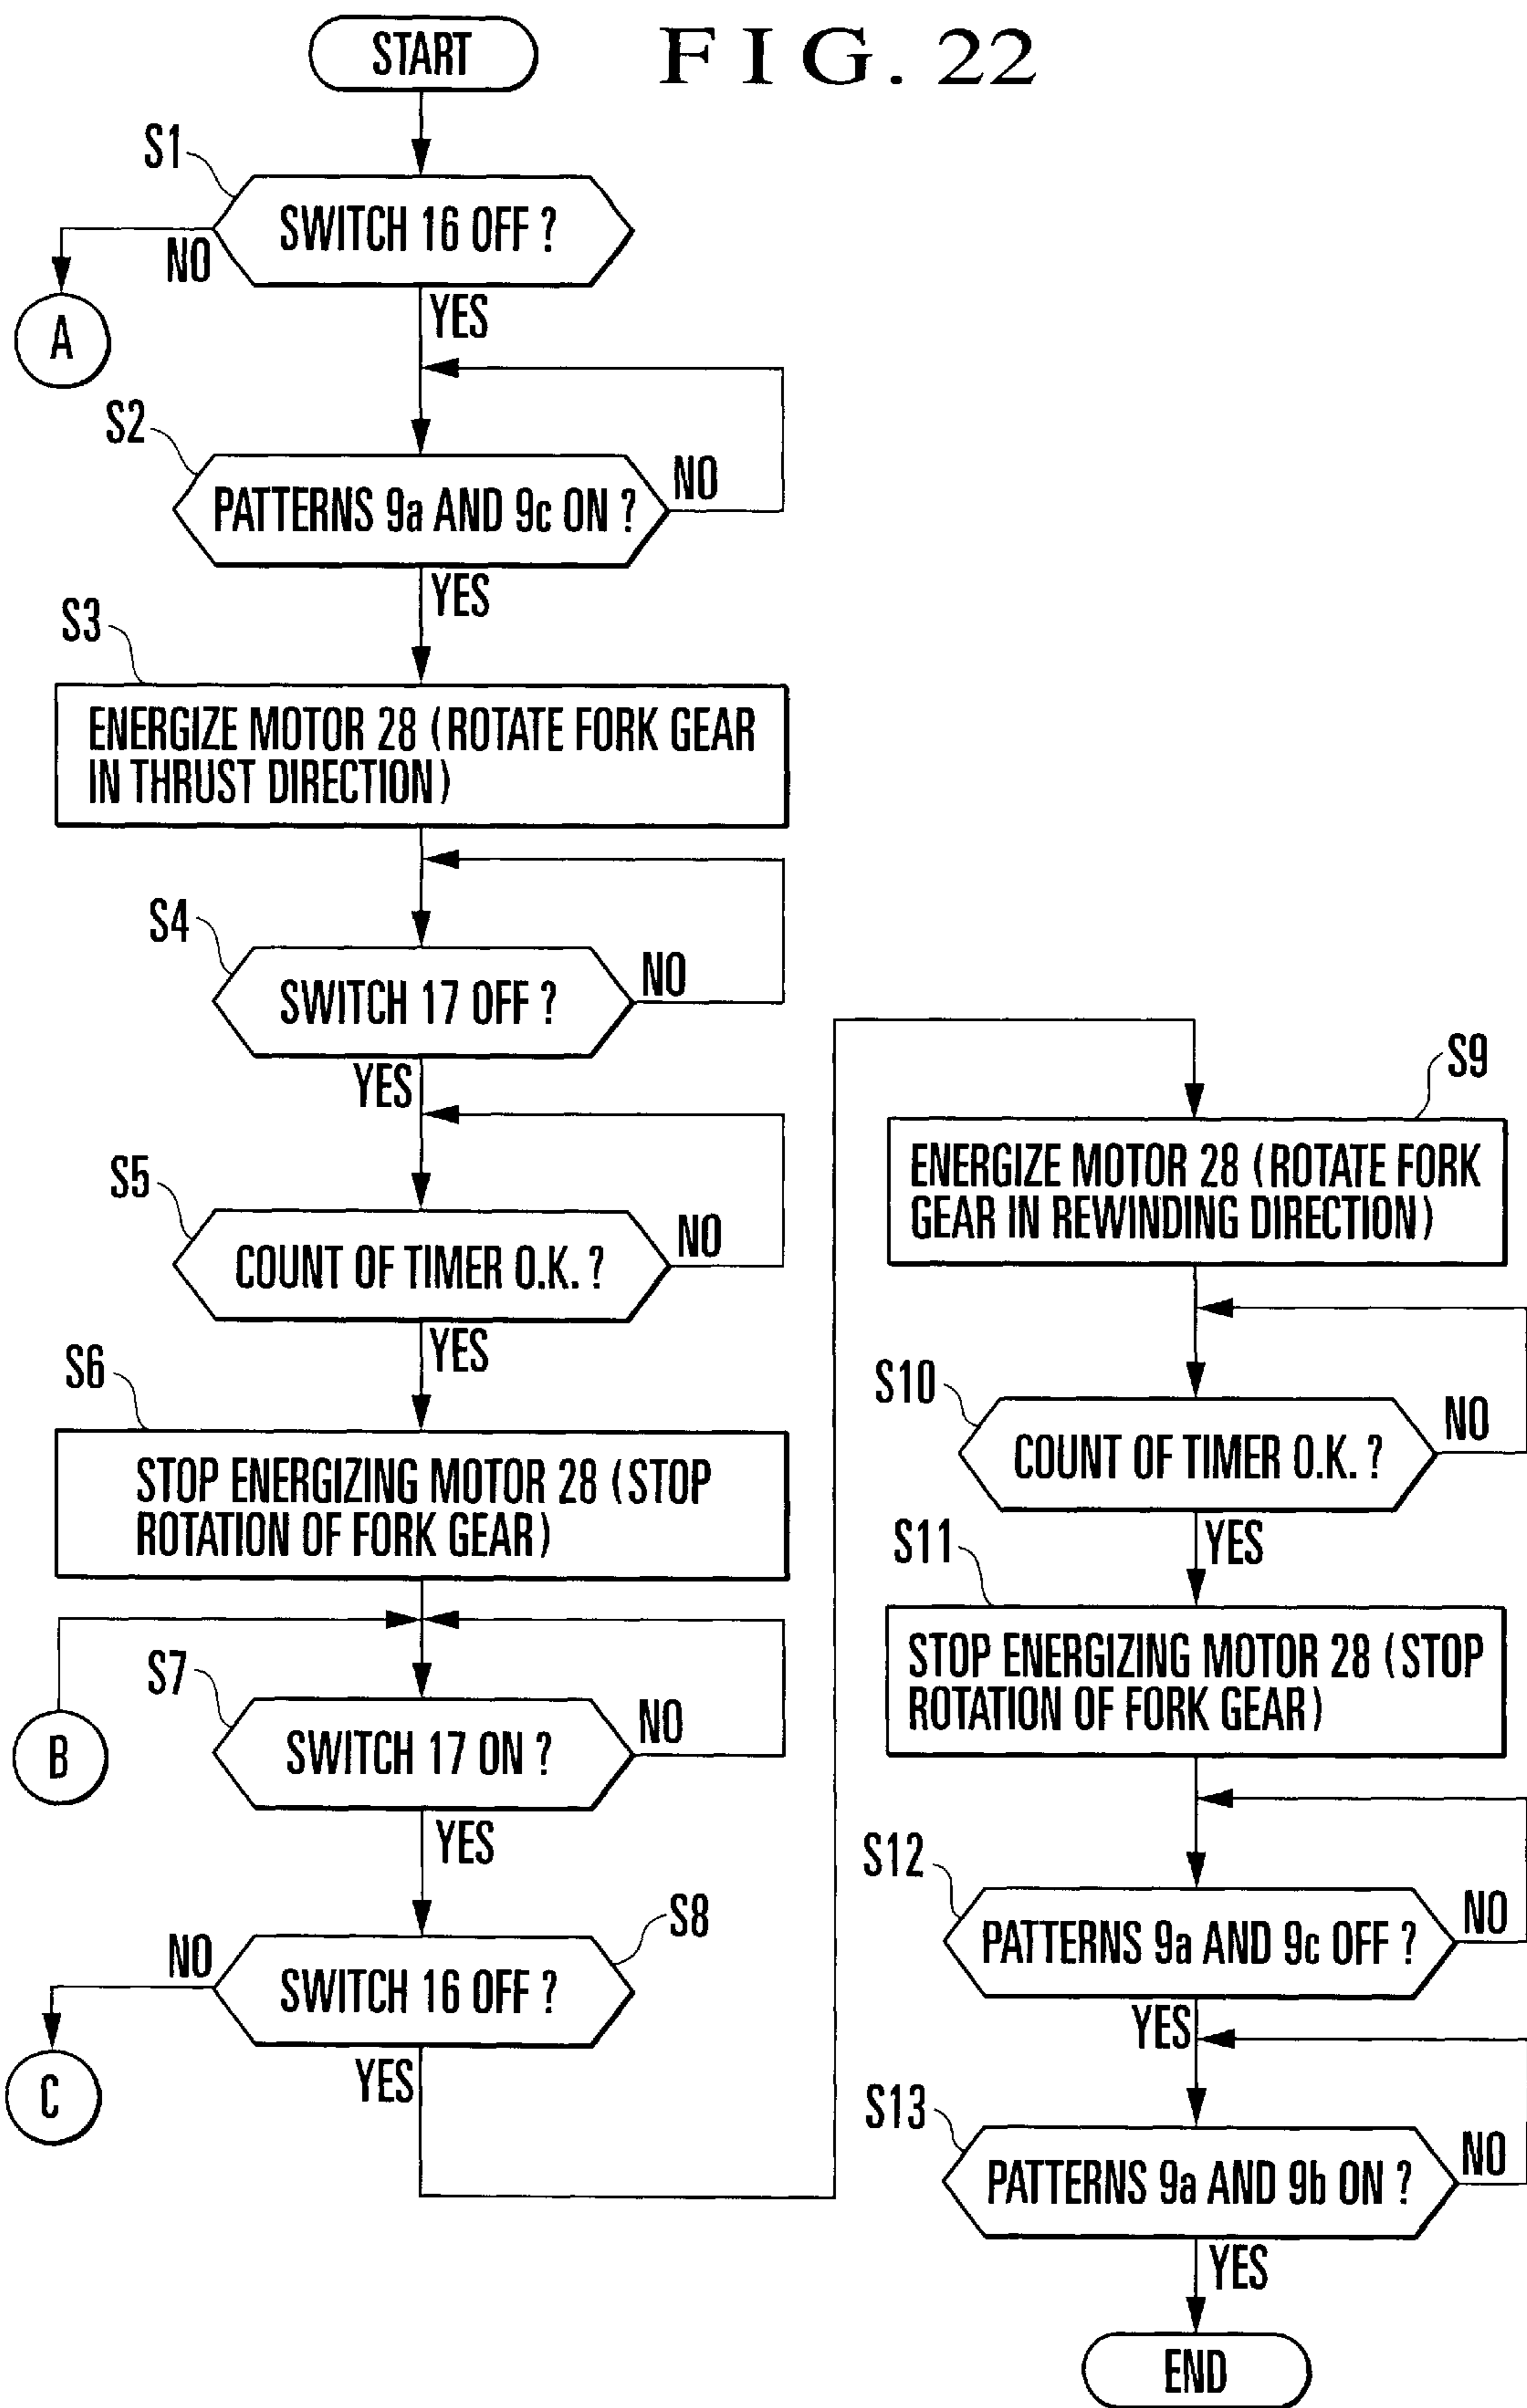 START
FIG. 22
S1
SWITCH 16 OFF ?
NO
A
YES
S2
PATTERNS 9a AND 9c ON ?
NO
YES
S3
ENERGIZE MOTOR 28 (ROTATE FORK GEAR
IN THRUST DIRECTION)
S4
SWITCH 17 OFF ?
NO
YES
S5
COUNT OF TIMER O.K. ?
NO
YES
S6
STOP ENERGIZING MOTOR 28 (STOP
ROTATION OF FORK GEAR)
B
S7
SWITCH 17 ON ?
NO
YES
S8
SWITCH 16 OFF ?
NO
C
YES
S9
ENERGIZE MOTOR 28 (ROTATE FORK
GEAR IN REWINDING DIRECTION)
S10
COUNT OF TIMER O.K. ?
NO
YES
S11
STOP ENERGIZING MOTOR 28 (STOP
ROTATION OF FORK GEAR)
S12
PATTERNS 9a AND 9c OFF ?
NO
YES
S13
PATTERNS 9a AND 9b ON ?
NO
YES
END